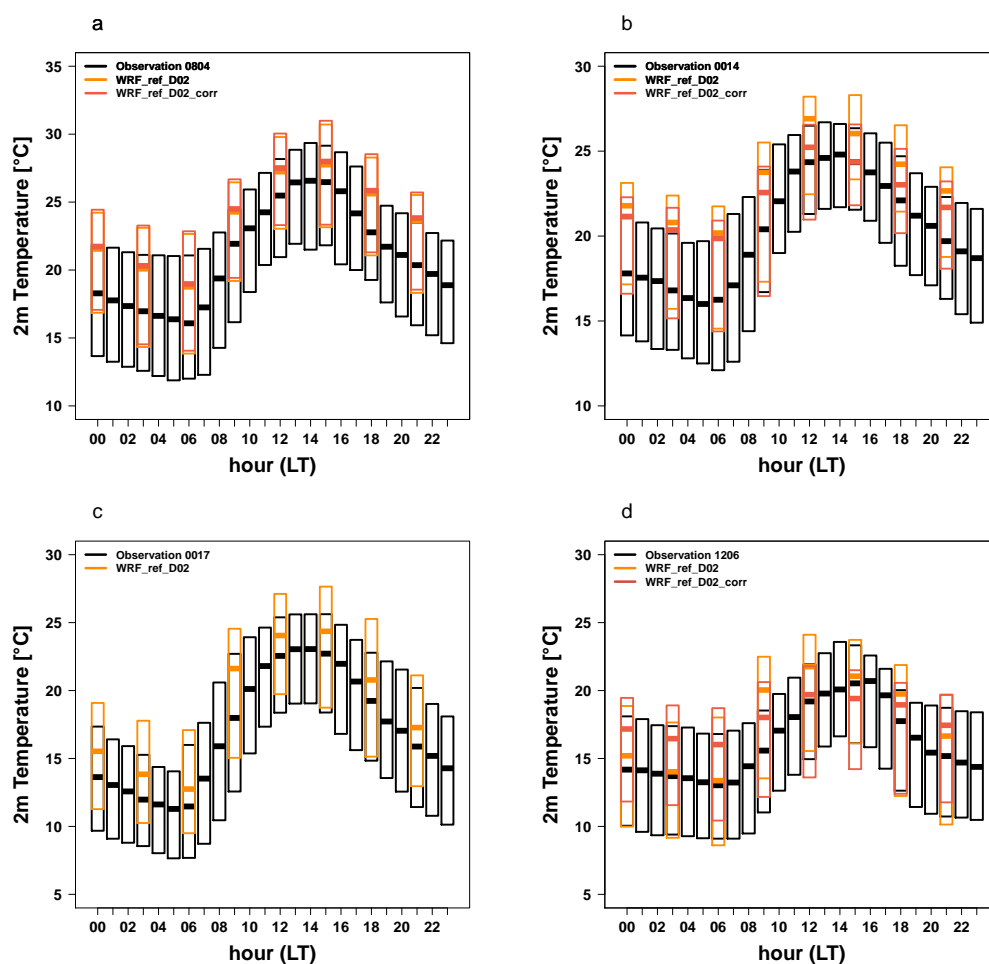 a
Observation 0804
WRF_ref_D02
WRF_ref_D02_corr
2m Temperature [°C]
35
30
25
20
15
10
00 02 04 06 08 10 12 14 16 18 20 22
hour (LT)
b
Observation 0014
WRF_ref_D02
WRF_ref_D02_corr
2m Temperature [°C]
30
25
20
15
10
00 02 04 06 08 10 12 14 16 18 20 22
hour (LT)
c
Observation 0017
WRF_ref_D02
2m Temperature [°C]
30
25
20
15
10
5
00 02 04 06 08 10 12 14 16 18 20 22
hour (LT)
d
Observation 1206
WRF_ref_D02
WRF_ref_D02_corr
2m Temperature [°C]
30
25
20
15
10
5
00 02 04 06 08 10 12 14 16 18 20 22
hour (LT)